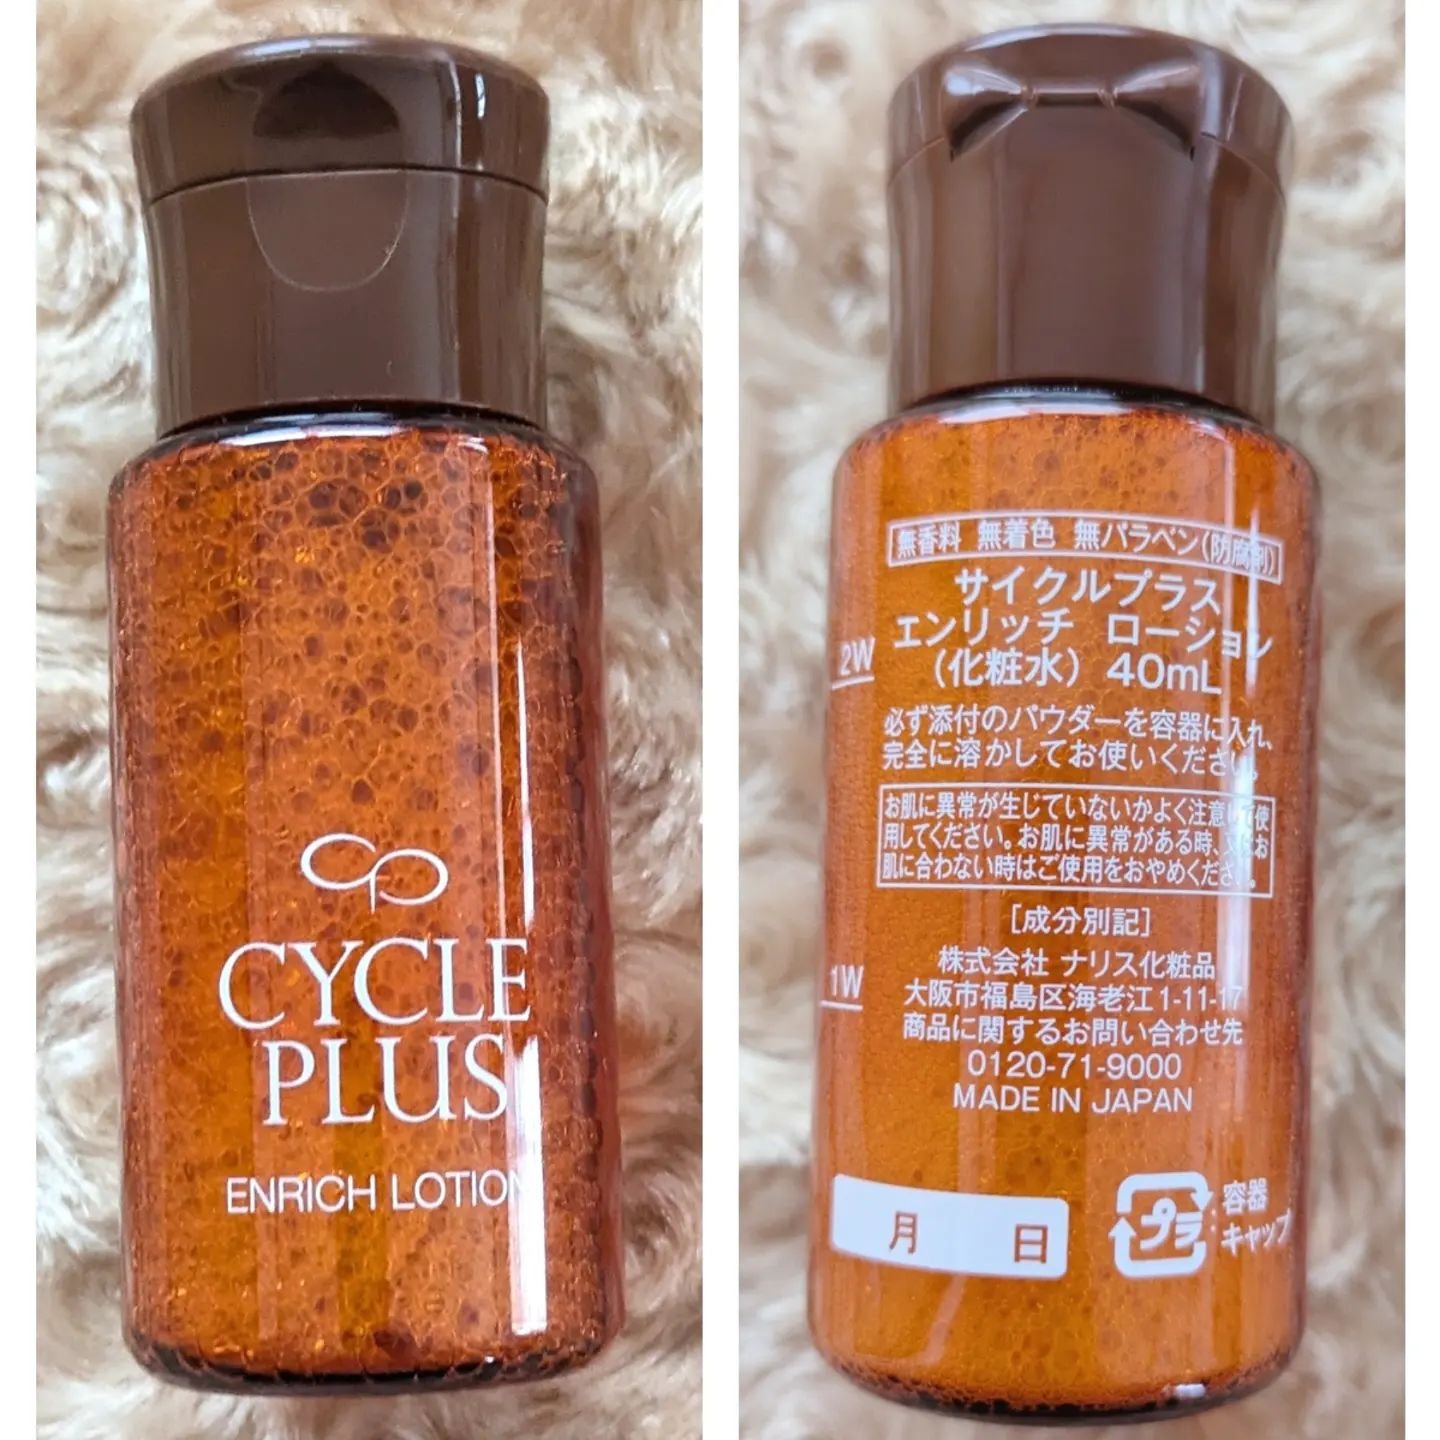 CYCLE
PLUS
ENRICH LOTION
無香料 無着色 無パラベン(防腐剤)
サイクルプラス
エンリッチ ローション
(化粧水) 40mL
2W
必ず添付のパウダーを容器に入れ、
完全に溶かしてお使いください。
お肌に異常が生じていないかよく注意して使
用してください。お肌に異常がある時、又はお
肌に合わない時はご使用をおやめください。
[成分別記]
株式会社 ナリス化粧品
1W
大阪市福島区海老江1-11-17
商品に関するお問い合わせ先
0120-71-9000
MADE IN JAPAN
月 日
プラ:容器
キャップ